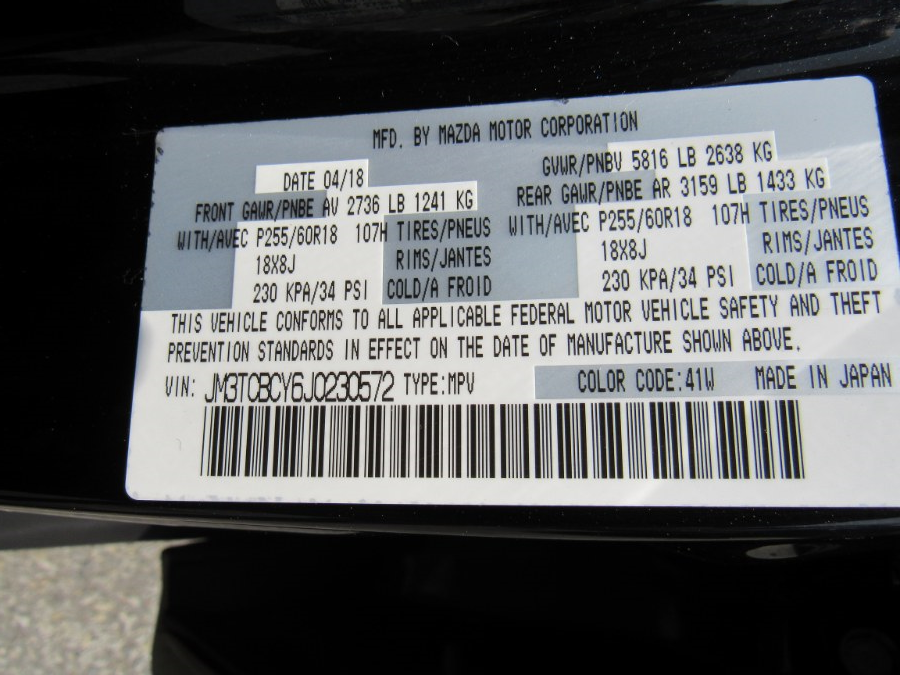 MFD. BY MAZDA MOTOR CORPORATION
DATE 04/18 GVWR/PNBV 5816 LB 2638 KG
FRONT GAWR/PNBE AV 2736 LB 1241 KG REAR GAWR/PNBE AR 3159 LB 1433 KG
WITH/AVEC P255/60R18 107H TIRES/PNEUS WITH/AVEC P255/60R18 107H TIRES/PNEUS
18X8J RIMS/JANTES 18X8J RIMS/JANTES
230 KPA/34 PSI COLD/A FROID 230 KPA/34 PSI COLD/A FROID
THIS VEHICLE CONFORMS TO ALL APPLICABLE FEDERAL MOTOR VEHICLE SAFETY AND THEFT
PREVENTION STANDARDS IN EFFECT ON THE DATE OF MANUFACTURE SHOWN ABOVE.
VIN: JM3TCBCY6J0230572 TYPE:MPV COLOR CODE:41W MADE IN JAPAN